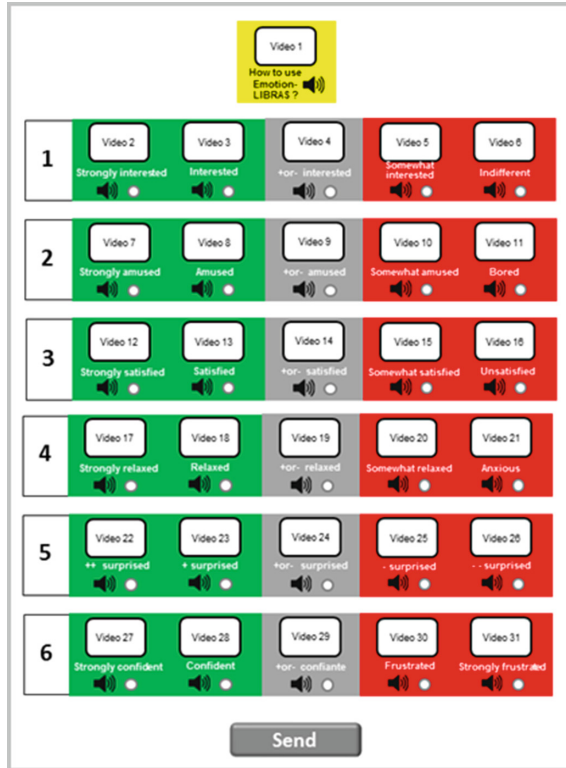 Video 1
How to use
Emotion-
LIBRAS ?
1
Video 2
Strongly interested
Video 3
Interested
Video 4
+or- interested
Video 5
Somewhat
interested
Video 6
Indifferent
2
Video 7
Strongly amused
Video 8
Amused
Video 9
+or- amused
Video 10
Somewhat amused
Video 11
Bored
3
Video 12
Strongly satisfied
Video 13
Satisfied
Video 14
+or- satisfied
Video 15
Somewhat satisfied
Video 16
Unsatisfied
4
Video 17
Strongly relaxed
Video 18
Relaxed
Video 19
+or- relaxed
Video 20
Somewhat relaxed
Video 21
Anxious
5
Video 22
++ surprised
Video 23
+ surprised
Video 24
+or- surprised
Video 25
- surprised
Video 26
- - surprised
6
Video 27
Strongly confident
Video 28
Confident
Video 29
+or- confiante
Video 30
Frustrated
Video 31
Strongly frustrated
Send